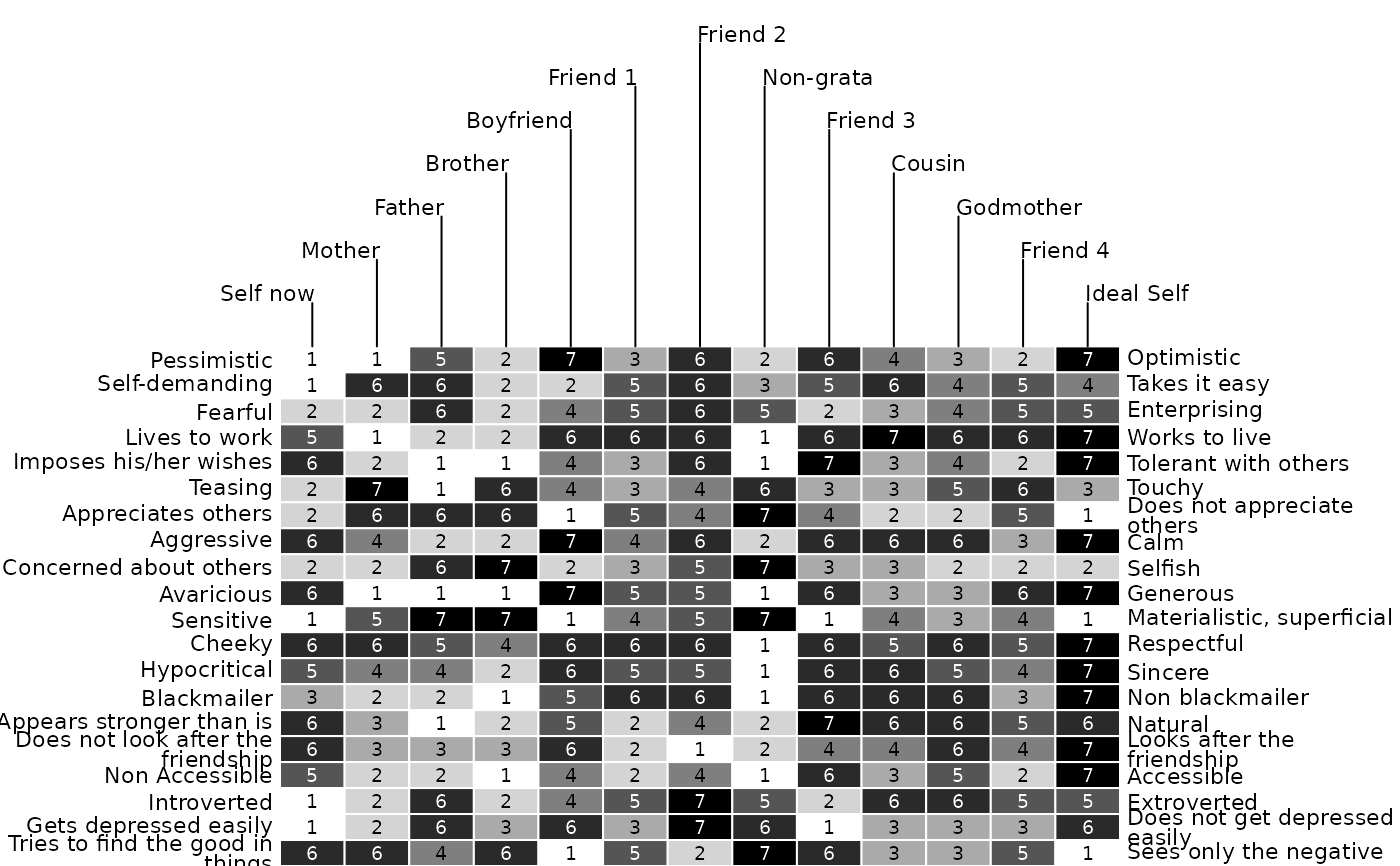 Friend 2
Friend 1
Non-grata
Boyfriend
Friend 3
Brother
Cousin
Father
Godmother
Mother
Friend 4
Self now
Ideal Self
Pessimistic 1 1 5 2 7 3 6 2 6 4 3 2 7 Optimistic
Self-demanding 1 6 6 2 2 5 6 3 5 6 4 5 4 Takes it easy
Fearful 2 2 6 2 4 5 6 5 2 3 4 5 5 Enterprising
Lives to work 5 1 2 2 6 6 6 1 6 7 6 6 7 Works to live
Imposes his/her wishes 6 2 1 1 4 3 6 1 7 3 4 2 7 Tolerant with others
Teasing 2 7 1 6 4 3 4 6 3 3 5 6 3 Touchy
Appreciates others 2 6 6 6 1 5 4 7 4 2 2 5 1 Does not appreciate
others
Aggressive 6 4 2 2 7 4 6 2 6 6 6 3 7 Calm
Concerned about others 2 2 6 7 2 3 5 7 3 3 2 2 2 Selfish
Avaricious 6 1 1 1 7 5 5 1 6 3 3 6 7 Generous
Sensitive 1 5 7 7 1 4 5 7 1 4 3 4 1 Materialistic, superficial
Cheeky 6 6 5 4 6 6 6 1 6 5 6 5 7 Respectful
Hypocritical 5 4 4 2 6 5 5 1 6 6 5 4 7 Sincere
Blackmailer 3 2 2 1 5 6 6 1 6 6 6 3 7 Non blackmailer
Appears stronger than is 6 3 1 2 5 2 4 2 7 6 6 5 6 Natural
Does not look after the
friendship 6 3 3 3 6 2 1 2 4 4 6 4 7 Looks after the
friendship
Non Accessible 5 2 2 1 4 2 4 1 6 3 5 2 7 Accessible
Introverted 1 2 6 2 4 5 7 5 2 6 6 5 5 Extroverted
Gets depressed easily 1 2 6 3 6 3 7 6 1 3 3 3 6 Does not get depressed
easily
Tries to find the good in
things 6 6 4 6 1 5 2 7 6 3 3 5 1 Sees only the negative